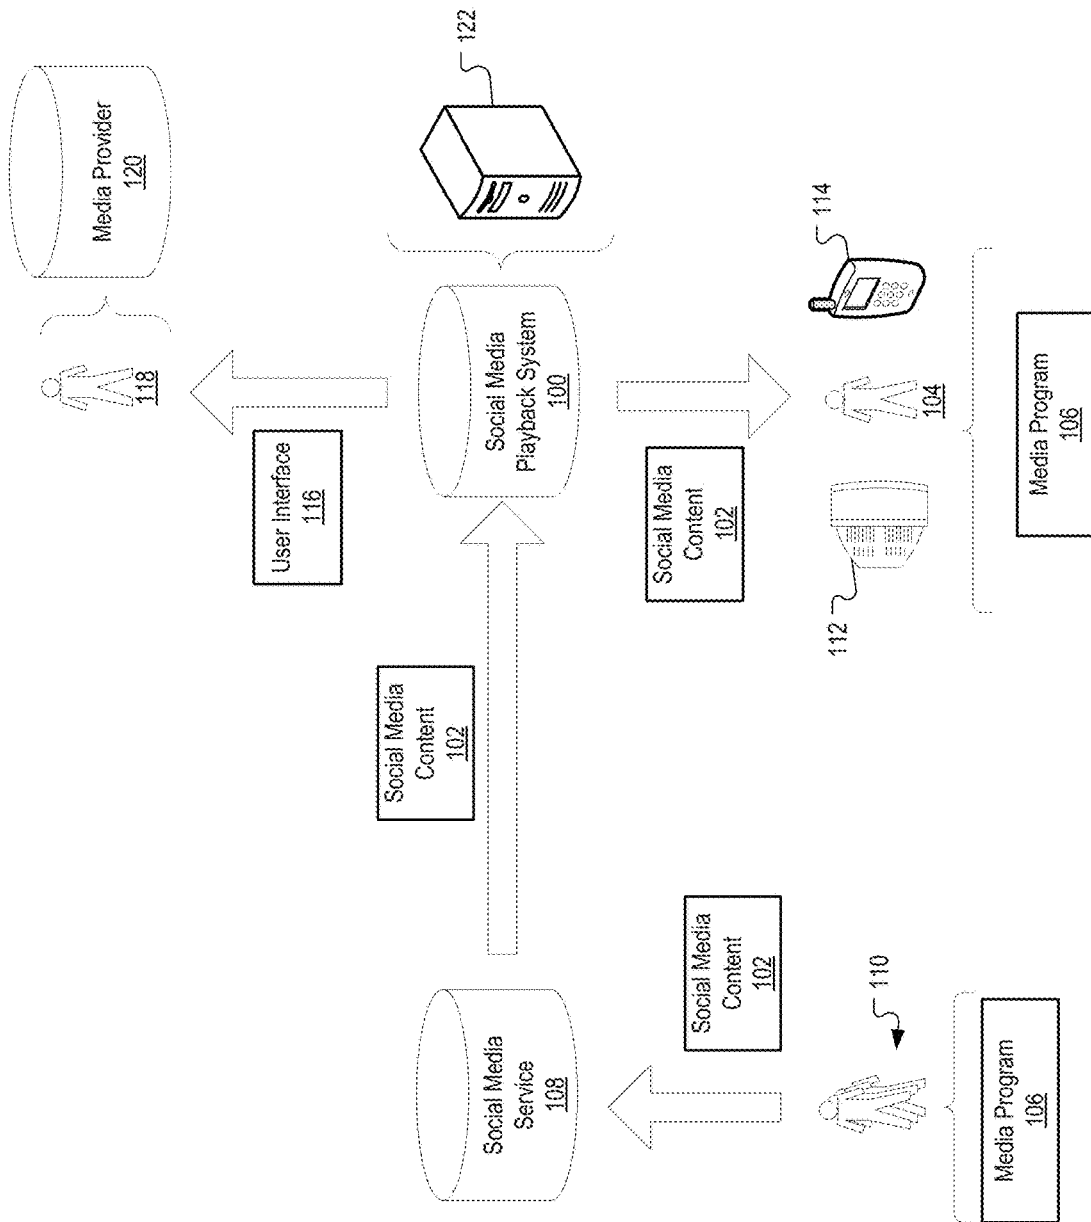 Media Provider
120
118
User Interface
116
Social Media
Content
102
122
Social Media
Service
108
Social Media
Playback System
100
Social Media
Content
102
Social Media
Content
102
110
112
114
104
Media Program
106
Media Program
106